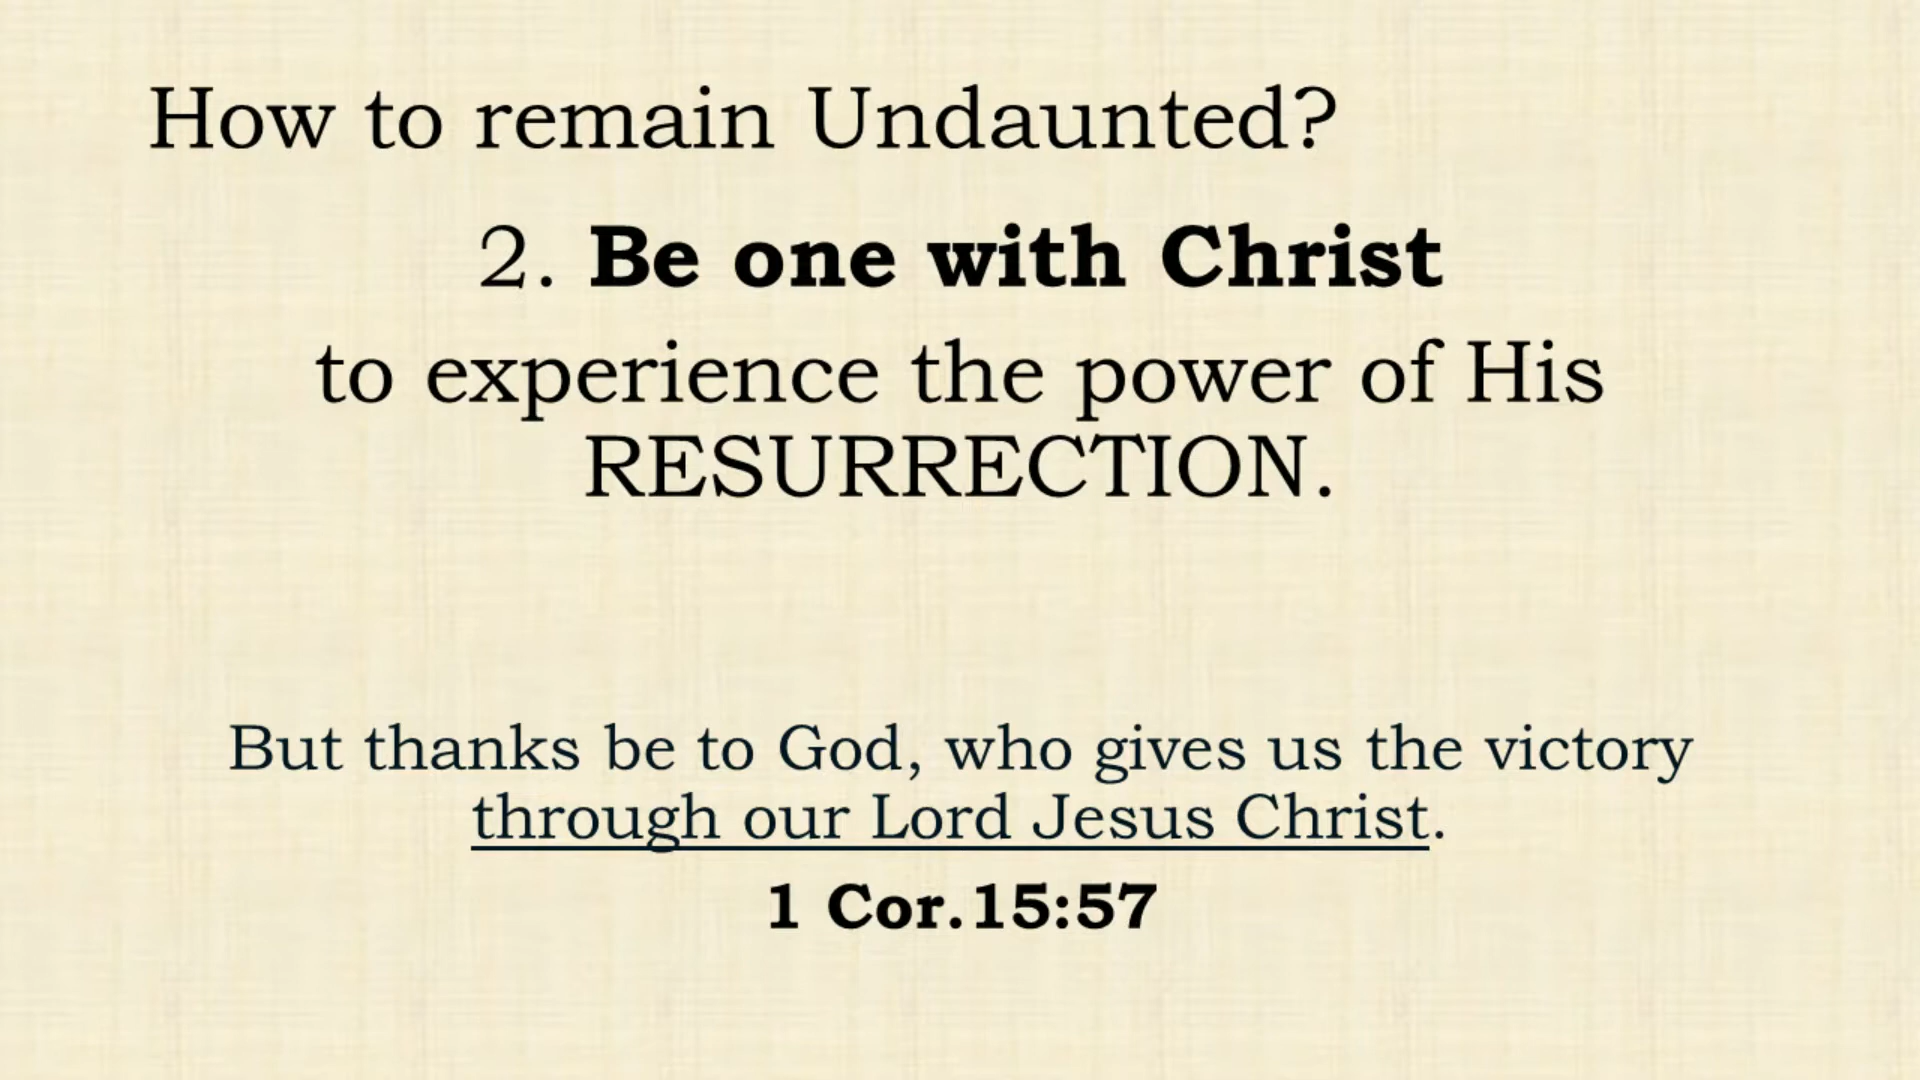 How to remain Undaunted?
2. Be one with Christ
to experience the power of His
RESURRECTION.
But thanks be to God, who gives us the victory
through our Lord Jesus Christ.
1 Cor.15:57